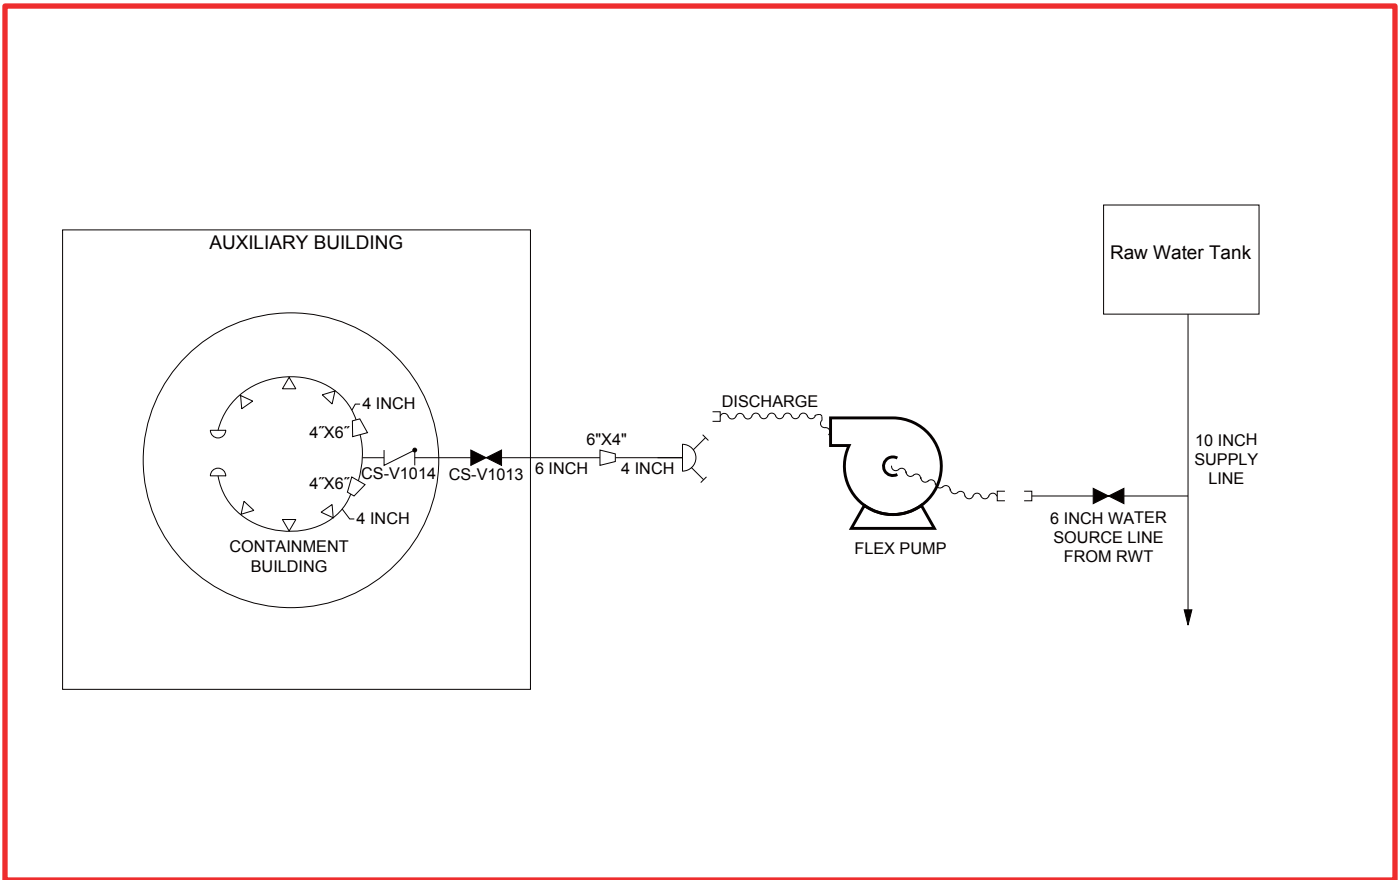 AUXILIARY BUILDING
Raw Water Tank
4 INCH
4"X6"
CS-V1014
CS-V1013
6 INCH
6"X4"
4 INCH
4"X6"
4 INCH
CONTAINMENT
BUILDING
DISCHARGE
FLEX PUMP
6 INCH WATER
SOURCE LINE
FROM RWT
10 INCH
SUPPLY
LINE